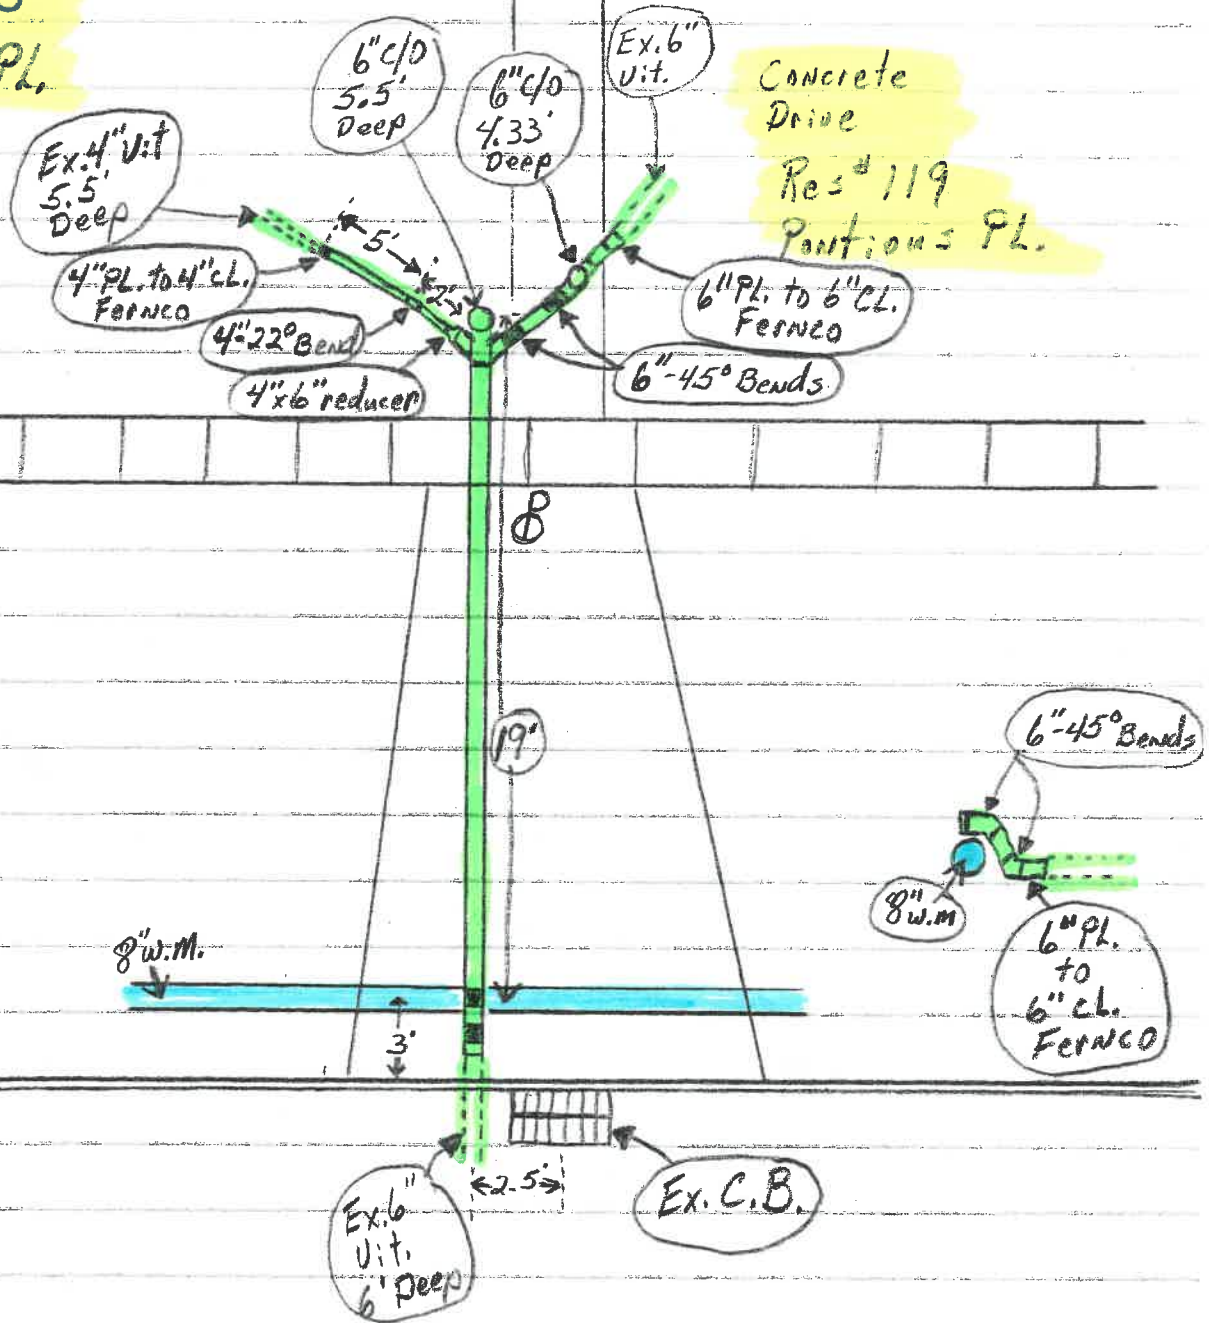 PL.
6" C/O
5.5'
Deep
6" C/O
4.33'
Deep
Ex. 6"
Vit.
Concrete
Drive
Res# 119
Pontious PL.
Ex. 4" Vit
5.5'
Deep
5'
2'
4" PL. to 4" CL.
Fernco
4"-22° Bend
4"x6" reducer
6" PL. to 6" CL.
Fernco
6"-45° Bends
19'
6"-45° Bends
8" W.M
6" PL.
to
6" CL.
Fernco
8" W.M.
3'
2.5'
Ex. 6"
Vit.
6' Deep
Ex. C.B.